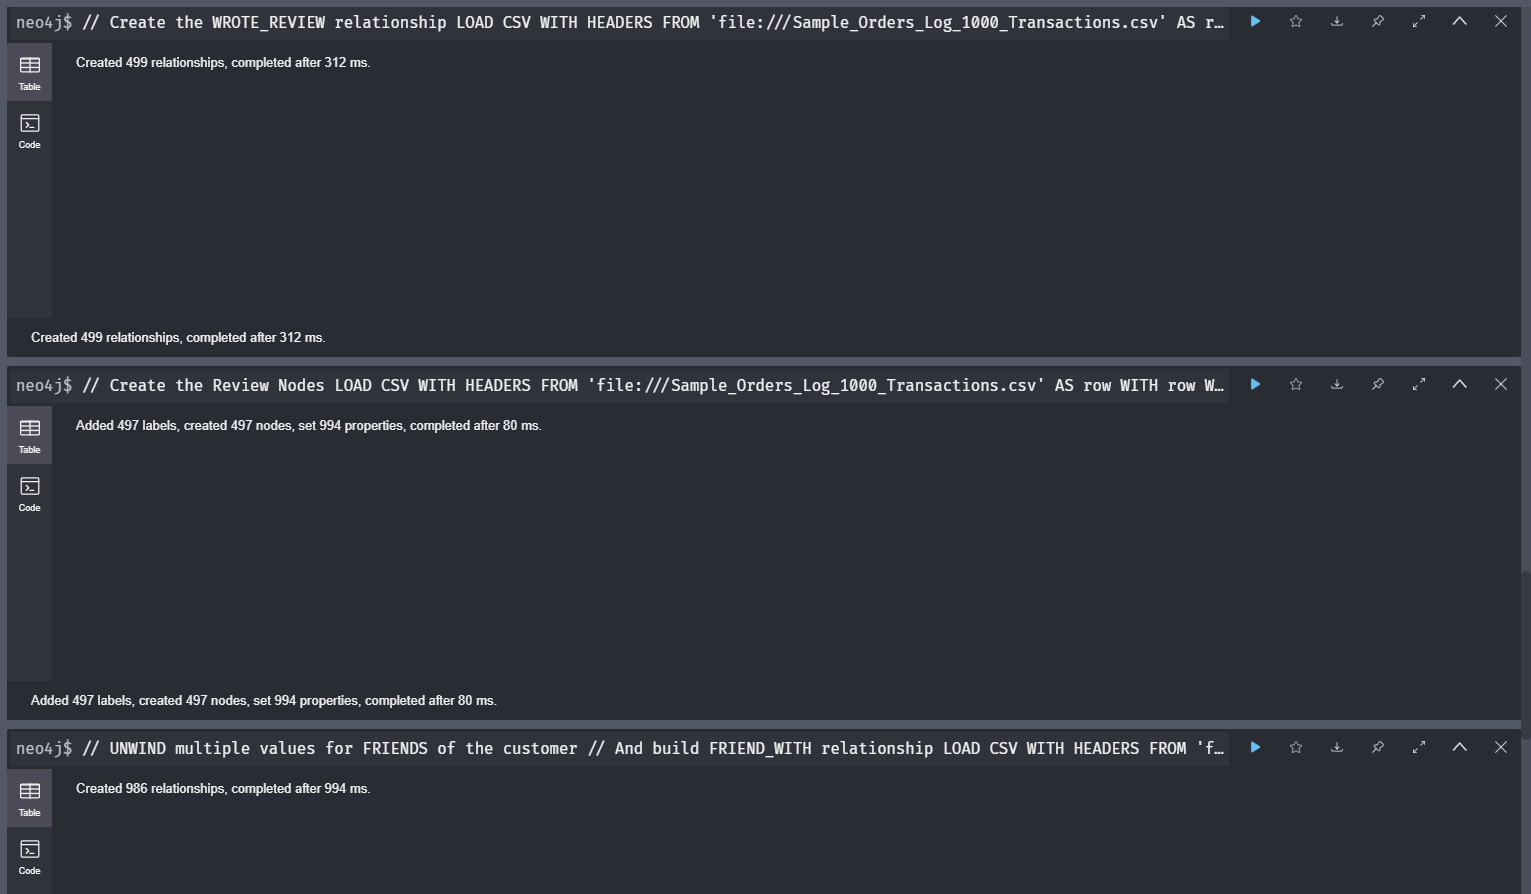 neo4j$ // Create the WROTE_REVIEW relationship LOAD CSV WITH HEADERS FROM 'file:///Sample_Orders_Log_1000_Transactions.csv' AS r…
Table
Created 499 relationships, completed after 312 ms.
Code
Created 499 relationships, completed after 312 ms.
neo4j$ // Create the Review Nodes LOAD CSV WITH HEADERS FROM 'file:///Sample_Orders_Log_1000_Transactions.csv' AS row WITH row W…
Table
Added 497 labels, created 497 nodes, set 994 properties, completed after 80 ms.
Code
Added 497 labels, created 497 nodes, set 994 properties, completed after 80 ms.
neo4j$ // UNWIND multiple values for FRIENDS of the customer // And build FRIEND_WITH relationship LOAD CSV WITH HEADERS FROM 'f…
Table
Created 986 relationships, completed after 994 ms.
Code